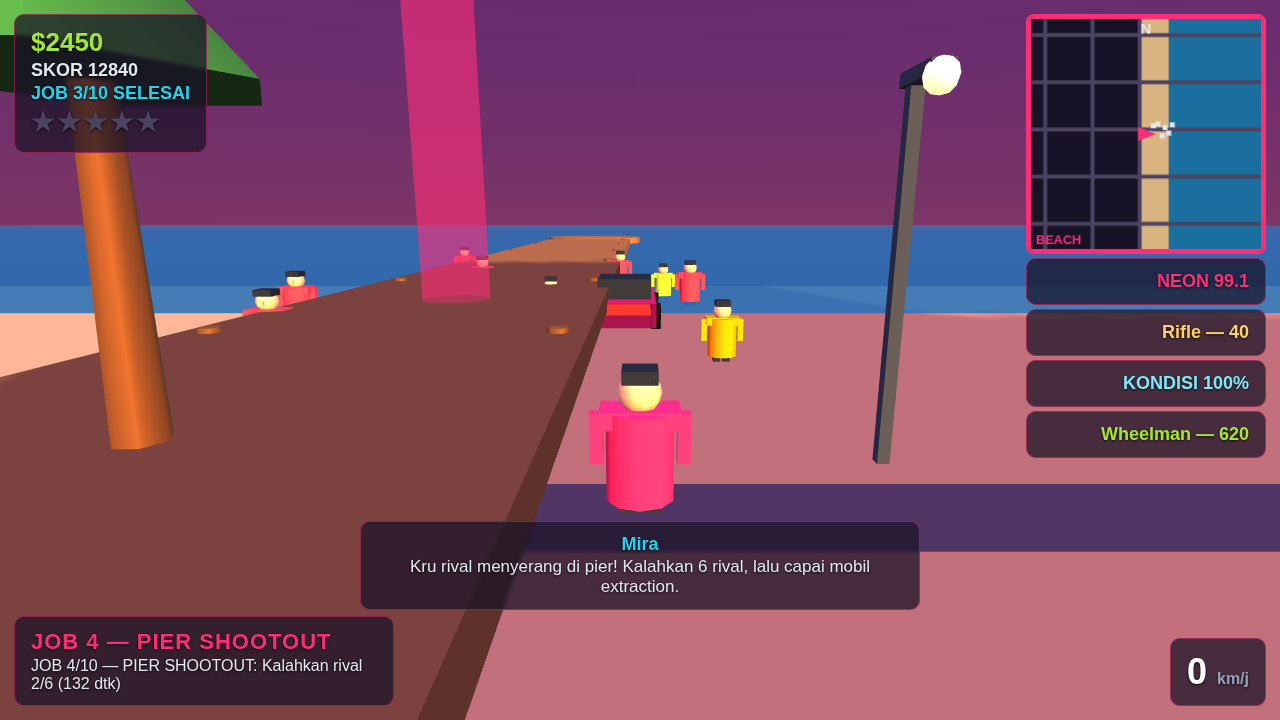 $2450
SKOR 12840
JOB 3/10 SELESAI
★★★★★
N
BEACH
NEON 99.1
Rifle — 40
KONDISI 100%
Wheelman — 620
Mira
Kru rival menyerang di pier! Kalahkan 6 rival, lalu capai mobil
extraction.
JOB 4 — PIER SHOOTOUT
JOB 4/10 — PIER SHOOTOUT: Kalahkan rival
2/6 (132 dtk)
0 km/j